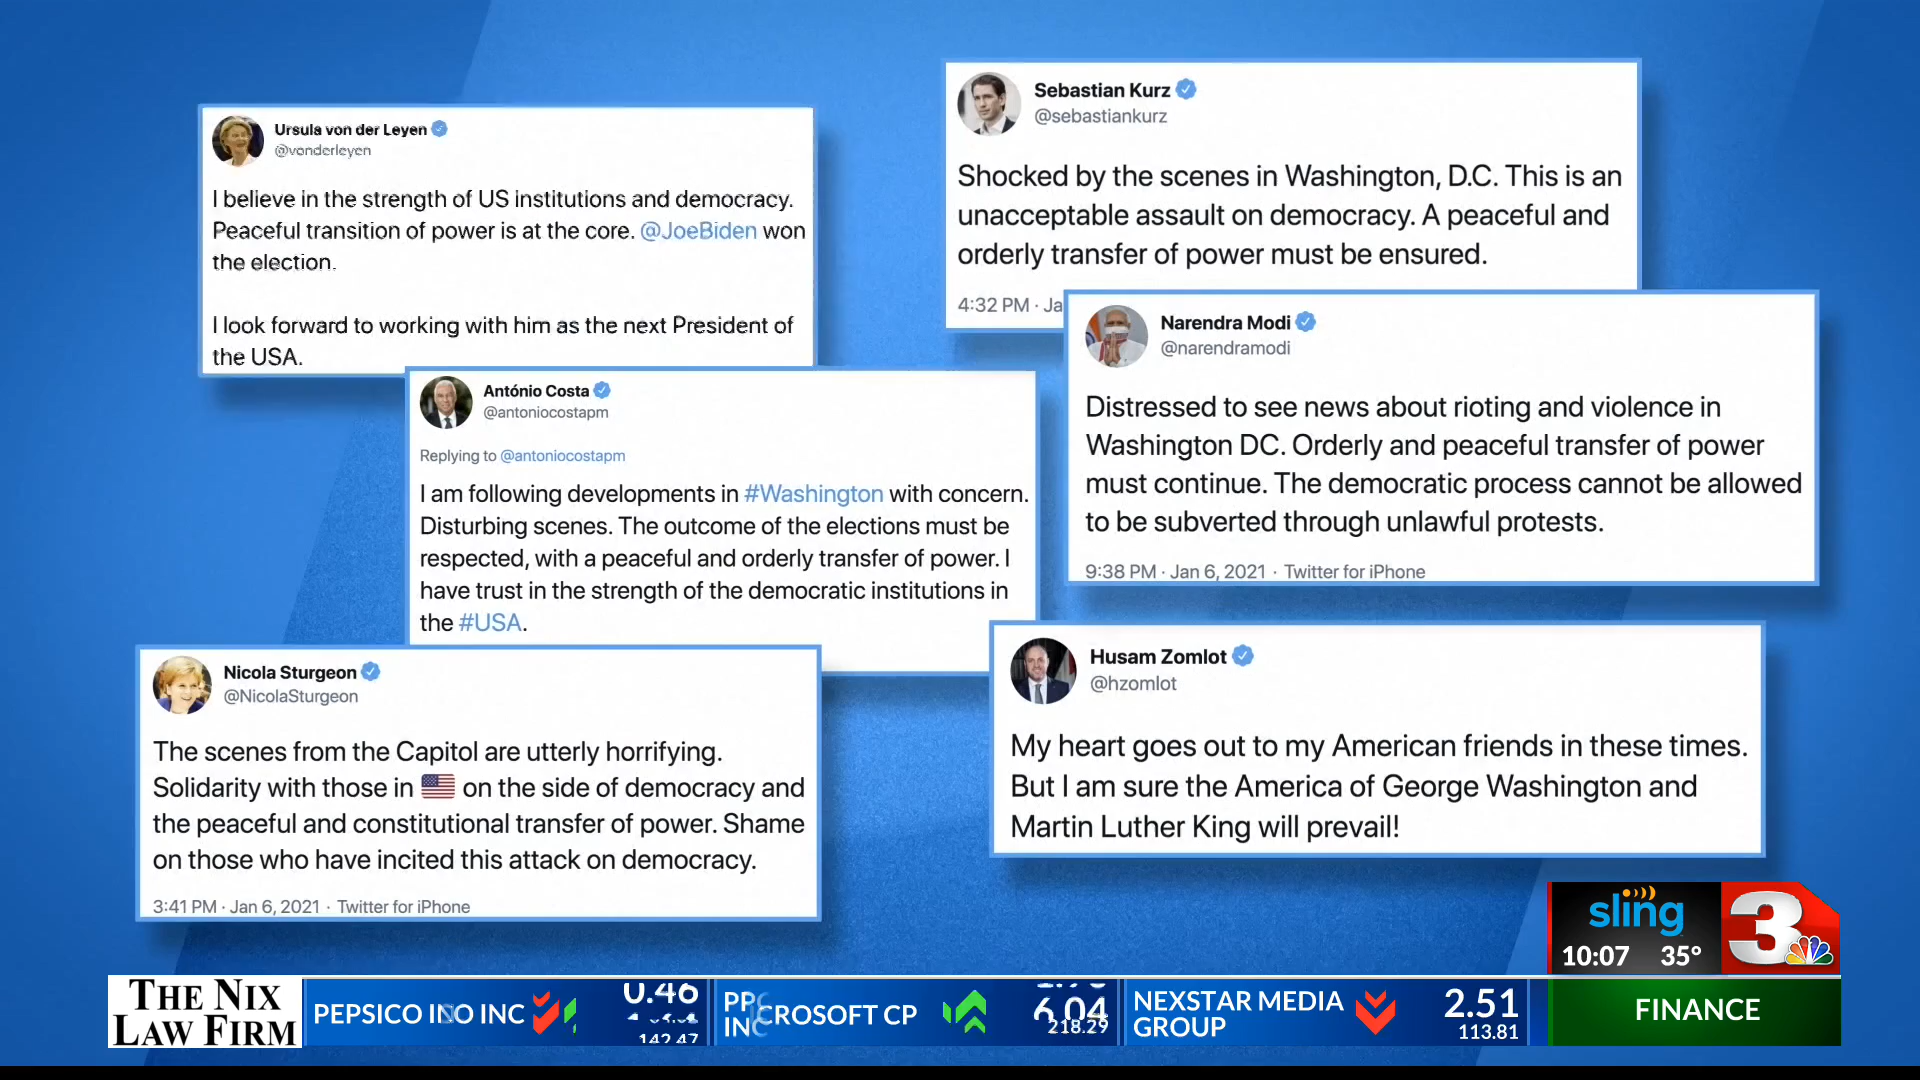 Ursula von der Leyen
@vonderleyen
I believe in the strength of US institutions and democracy.
Peaceful transition of power is at the core. @JoeBiden won
the election.
I look forward to working with him as the next President of
the USA.
Sebastian Kurz
@sebastiankurz
Shocked by the scenes in Washington, D.C. This is an
unacceptable assault on democracy. A peaceful and
orderly transfer of power must be ensured.
4:32 PM · Ja
António Costa
@antoniocostapm
Replying to @antoniocostapm
I am following developments in #Washington with concern.
Disturbing scenes. The outcome of the elections must be
respected, with a peaceful and orderly transfer of power. I
have trust in the strength of the democratic institutions in
the #USA.
Narendra Modi
@narendramodi
Distressed to see news about rioting and violence in
Washington DC. Orderly and peaceful transfer of power
must continue. The democratic process cannot be allowed
to be subverted through unlawful protests.
9:38 PM · Jan 6, 2021 · Twitter for iPhone
Nicola Sturgeon
@NicolaSturgeon
The scenes from the Capitol are utterly horrifying.
Solidarity with those in 🇺🇸 on the side of democracy and
the peaceful and constitutional transfer of power. Shame
on those who have incited this attack on democracy.
3:41 PM · Jan 6, 2021 · Twitter for iPhone
Husam Zomlot
@hzomlot
My heart goes out to my American friends in these times.
But I am sure the America of George Washington and
Martin Luther King will prevail!
sling
10:07 35°
3
THE NIX
LAW FIRM
PEPSICO INC
0.46
142.47
CROSOFT CP
6.04
218.29
NEXSTAR MEDIA
GROUP
2.51
113.81
FINANCE